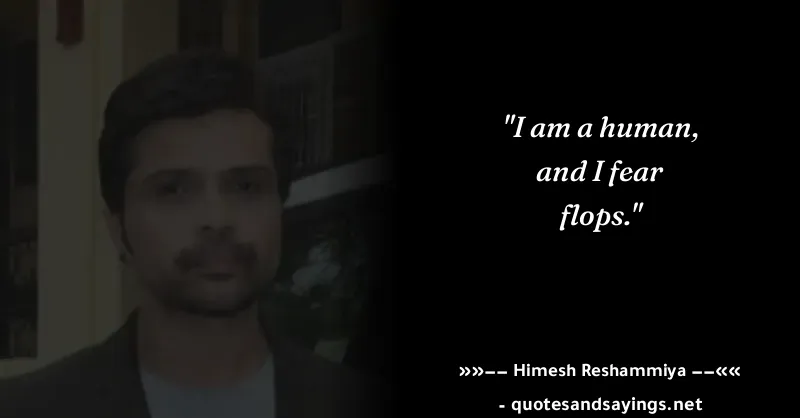 "I am a human,
and I fear
flops."
»»−− Himesh Reshammiya −−««
- quotesandsayings.net